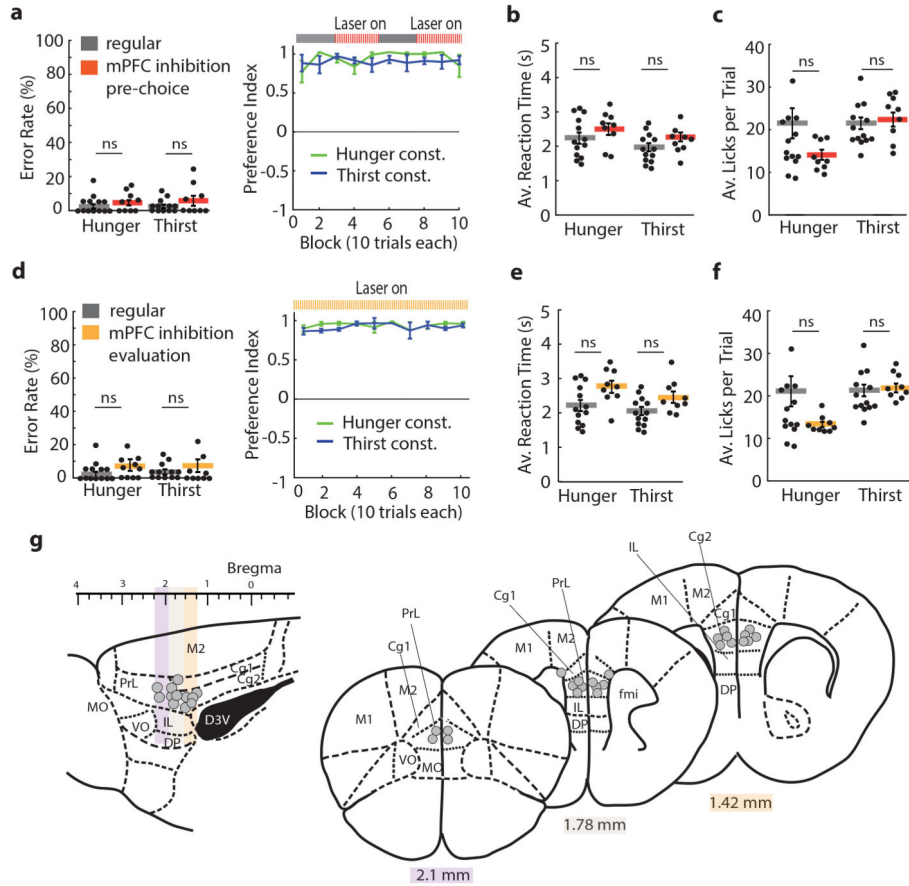 a
Error Rate (%)
100
80
60
40
20
0
regular
mPFC inhibition
pre-choice
ns
ns
Hunger
Thirst
Laser on
Laser on
Preference Index
1
0.5
0
-0.5
-1
Hunger const.
Thirst const.
0 2 4 6 8 10
Block (10 trials each)
b
Av. Reaction Time (s)
5
4
3
2
1
0
ns
ns
Hunger
Thirst
c
Av. Licks per Trial
40
30
20
10
0
ns
ns
Hunger
Thirst
d
Error Rate (%)
100
80
60
40
20
0
regular
mPFC inhibition
evaluation
ns
ns
Hunger
Thirst
Laser on
Preference Index
1
0.5
0
-0.5
-1
Hunger const.
Thirst const.
0 2 4 6 8 10
Block (10 trials each)
e
Av. Reaction Time (s)
5
4
3
2
1
0
ns
ns
Hunger
Thirst
f
Av. Licks per Trial
40
30
20
10
0
ns
ns
Hunger
Thirst
g
Bregma
4 3 2 1 0
M2
Cg1
Cg2
PrL
MO
VO
IL
DP
D3V
PrL
Cg1
M2
M1
VO
MO
2.1 mm
Cg1
PrL
M1
M2
IL
DP
fmi
1.78 mm
IL
Cg2
M1
M2
Cg1
DP
1.42 mm